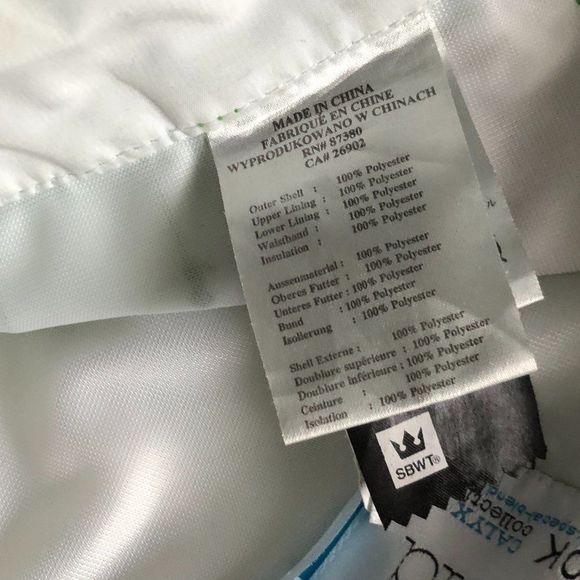 MADE IN CHINA
FABRIQUÉ EN CHINE
WYPRODUKOWANO W CHINACH
RN# 87380
CA# 26902
Outer Shell : 100% Polyester
Upper Lining : 100% Polyester
Lower Lining : 100% Polyester
Waistband : 100% Polyester
Insulation : 100% Polyester
Aussenmaterial : 100% Polyester
Oberes Futter : 100% Polyester
Unteres Futter : 100% Polyester
Bund : 100% Polyester
Isolierung : 100% Polyester
Shell Externe : 100% Polyester
Doublure supérieure : 100% Polyester
Doublure inférieure : 100% Polyester
Ceinture : 100% Polyester
Isolation : 100% Polyester
SBWT®
CALYX
collecti